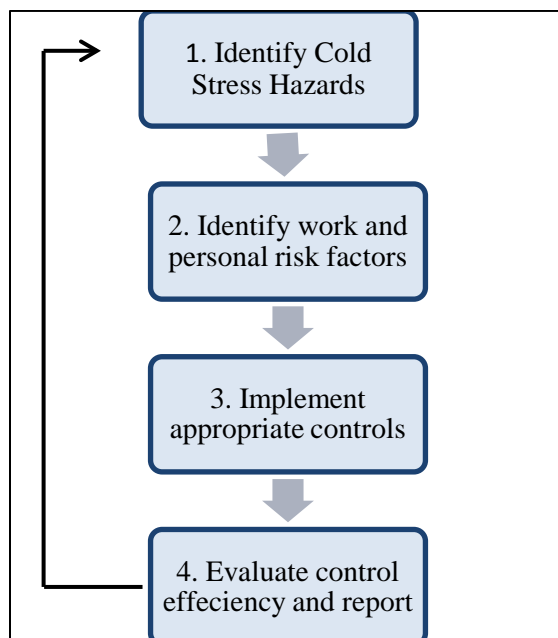 1. Identify Cold
Stress Hazards
2. Identify work and
personal risk factors
3. Implement
appropriate controls
4. Evaluate control
effeciency and report